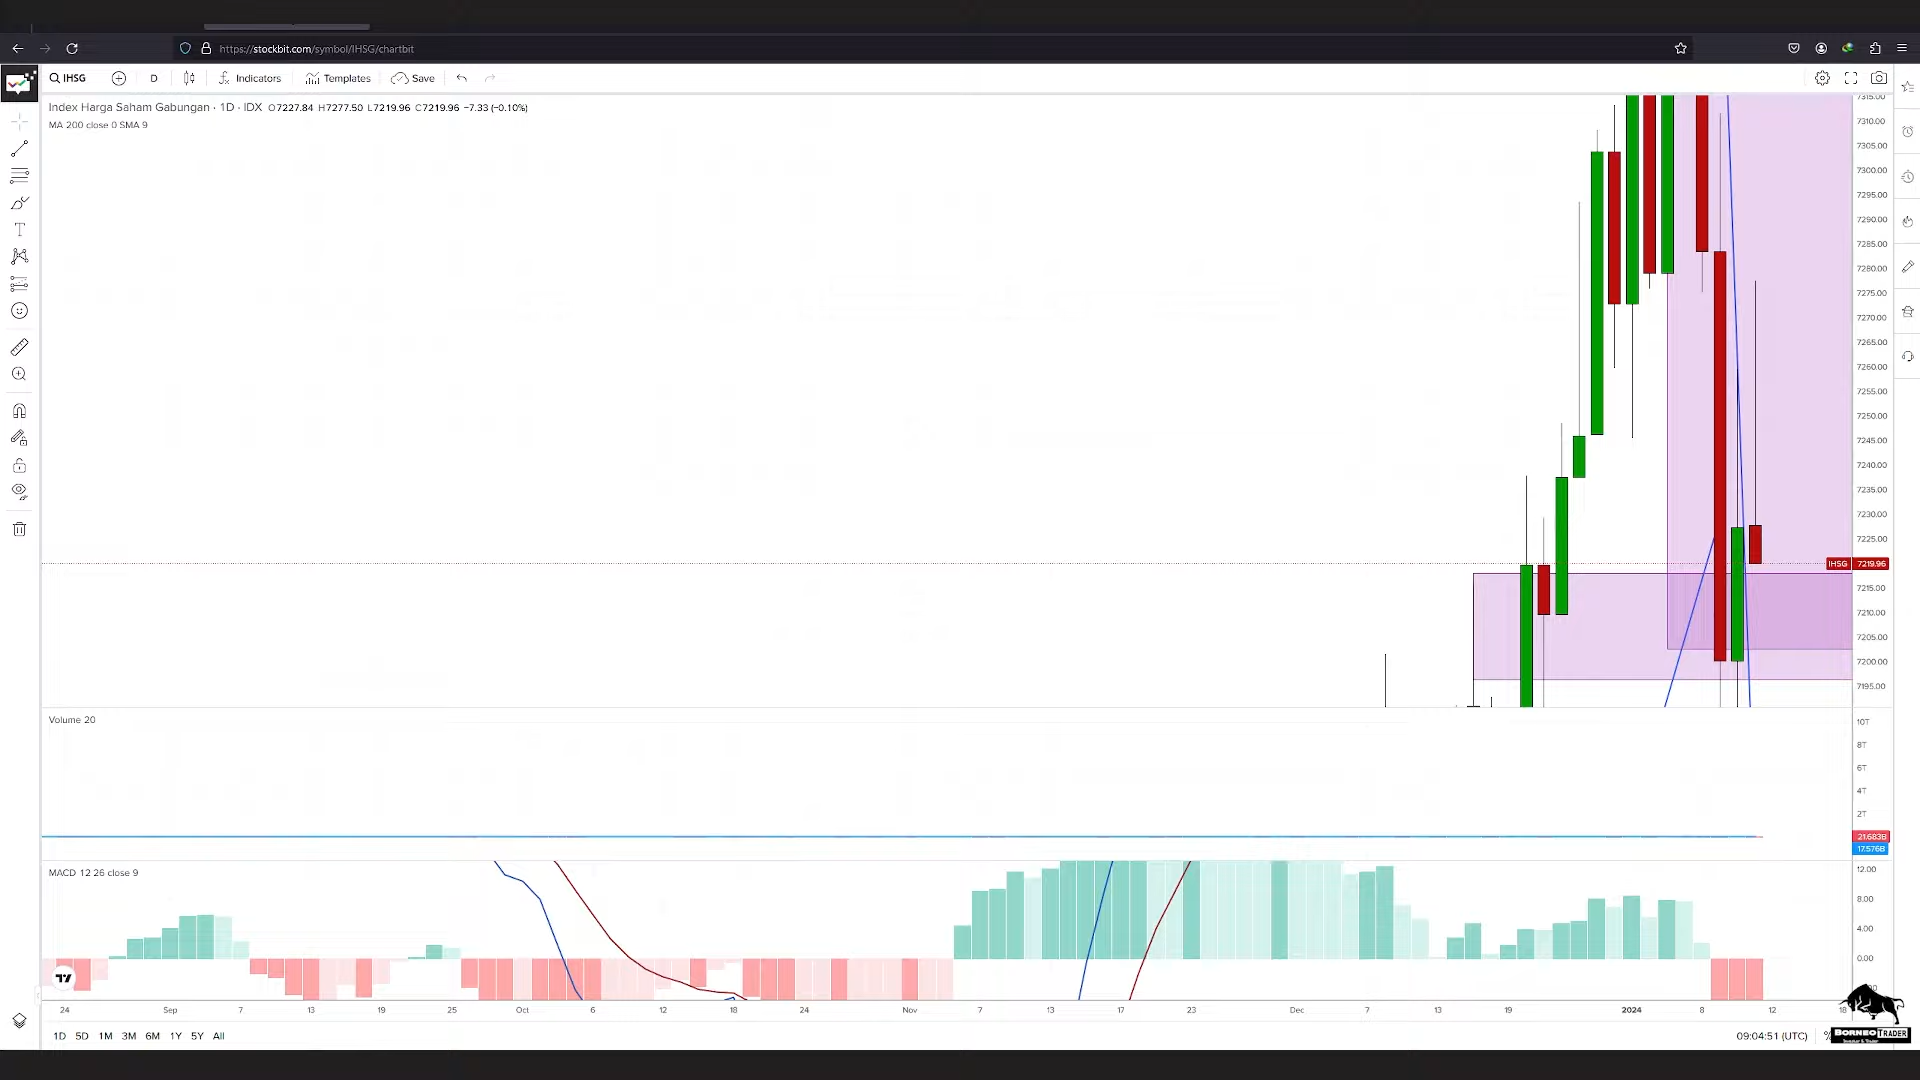 https://stockbit.com/symbol/IHSG/chartbit
IHSG D Indicators Templates Save
Index Harga Saham Gabungan · 1D · IDX O7227.84 H7277.50 L7219.96 C7219.96 −7.33 (−0.10%)
MA 200 close 0 SMA 9
7315.00
7310.00
7305.00
7300.00
7295.00
7290.00
7285.00
7280.00
7275.00
7270.00
7265.00
7260.00
7255.00
7250.00
7245.00
7240.00
7235.00
7230.00
7225.00
IHSG 7219.96
7215.00
7210.00
7205.00
7200.00
7195.00
Volume 20
10T
8T
6T
4T
2T
21.683B
17.576B
MACD 12 26 close 9
12.00
8.00
4.00
0.00
24 Sep 7 13 19 25 Oct 6 12 18 24 Nov 7 13 17 23 Dec 7 13 19 2024 8 12 18
1D 5D 1M 3M 6M 1Y 5Y All
09:04:51 (UTC)
BORNEO TRADER
Investor & Trader